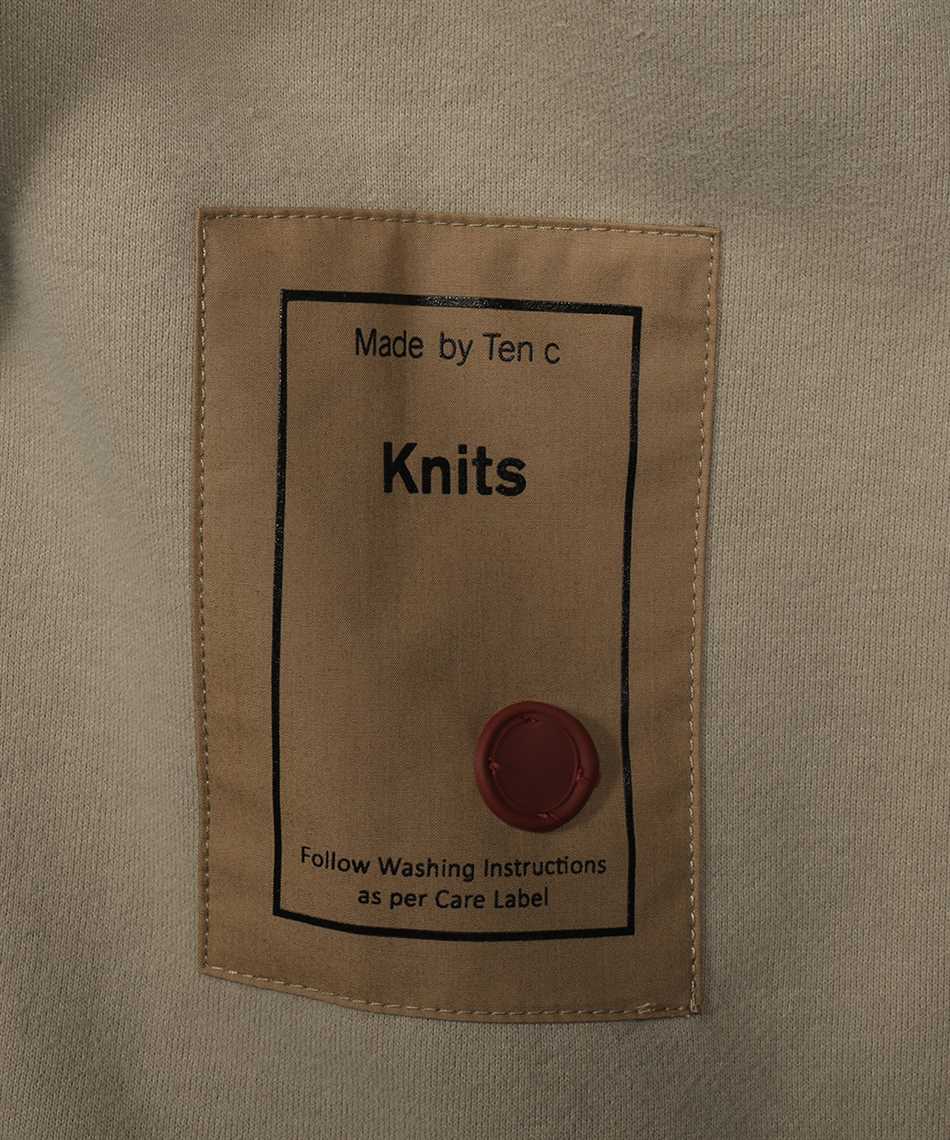 Made by Ten c
Knits
Follow Washing Instructions
as per Care Label